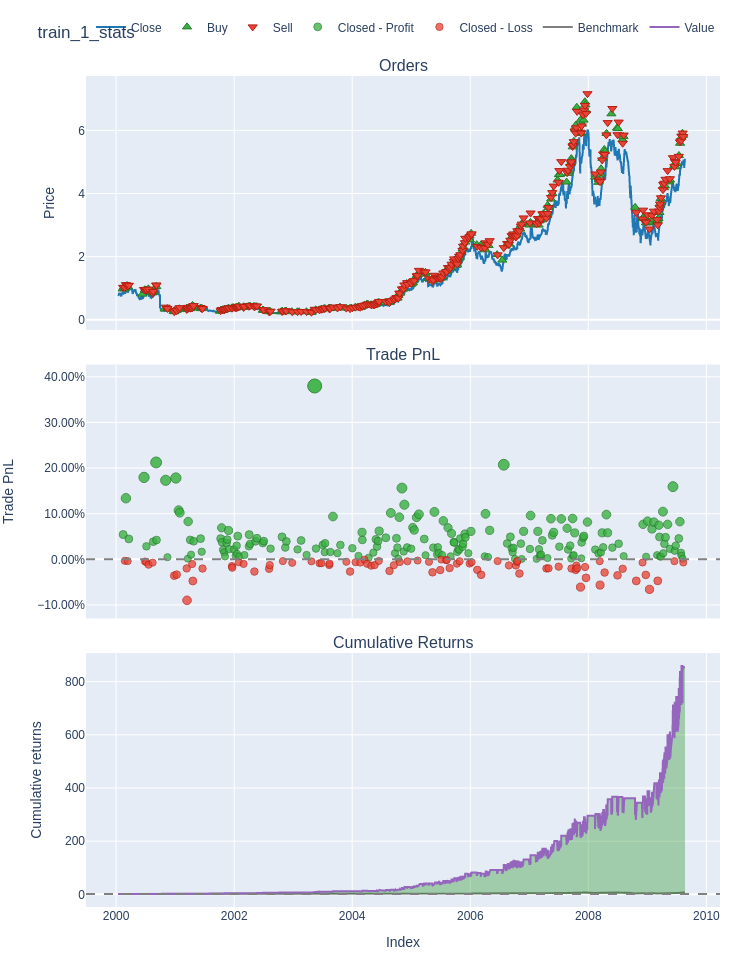 train_1_stats
Close Buy Sell Closed - Profit Closed - Loss Benchmark Value
Orders
Price
6
4
2
0
Trade PnL
Trade PnL
40.00%
30.00%
20.00%
10.00%
0.00%
−10.00%
Cumulative Returns
Cumulative returns
800
600
400
200
0
2000 2002 2004 2006 2008 2010
Index